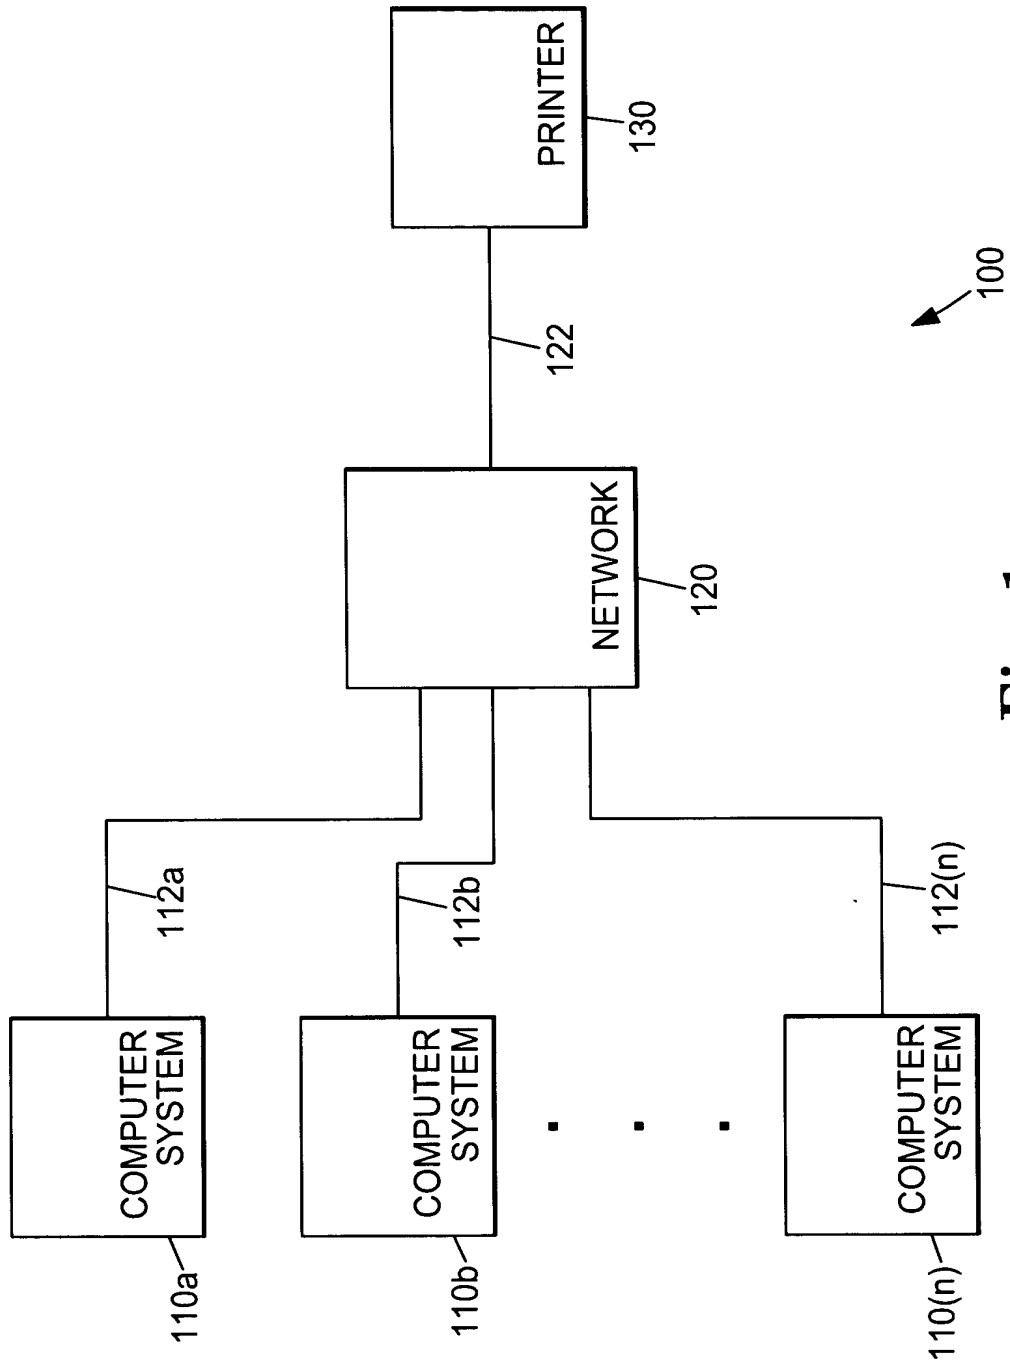 COMPUTER
SYSTEM
110a
112a
COMPUTER
SYSTEM
110b
112b
NETWORK
120
122
PRINTER
130
COMPUTER
SYSTEM
110(n)
112(n)
100